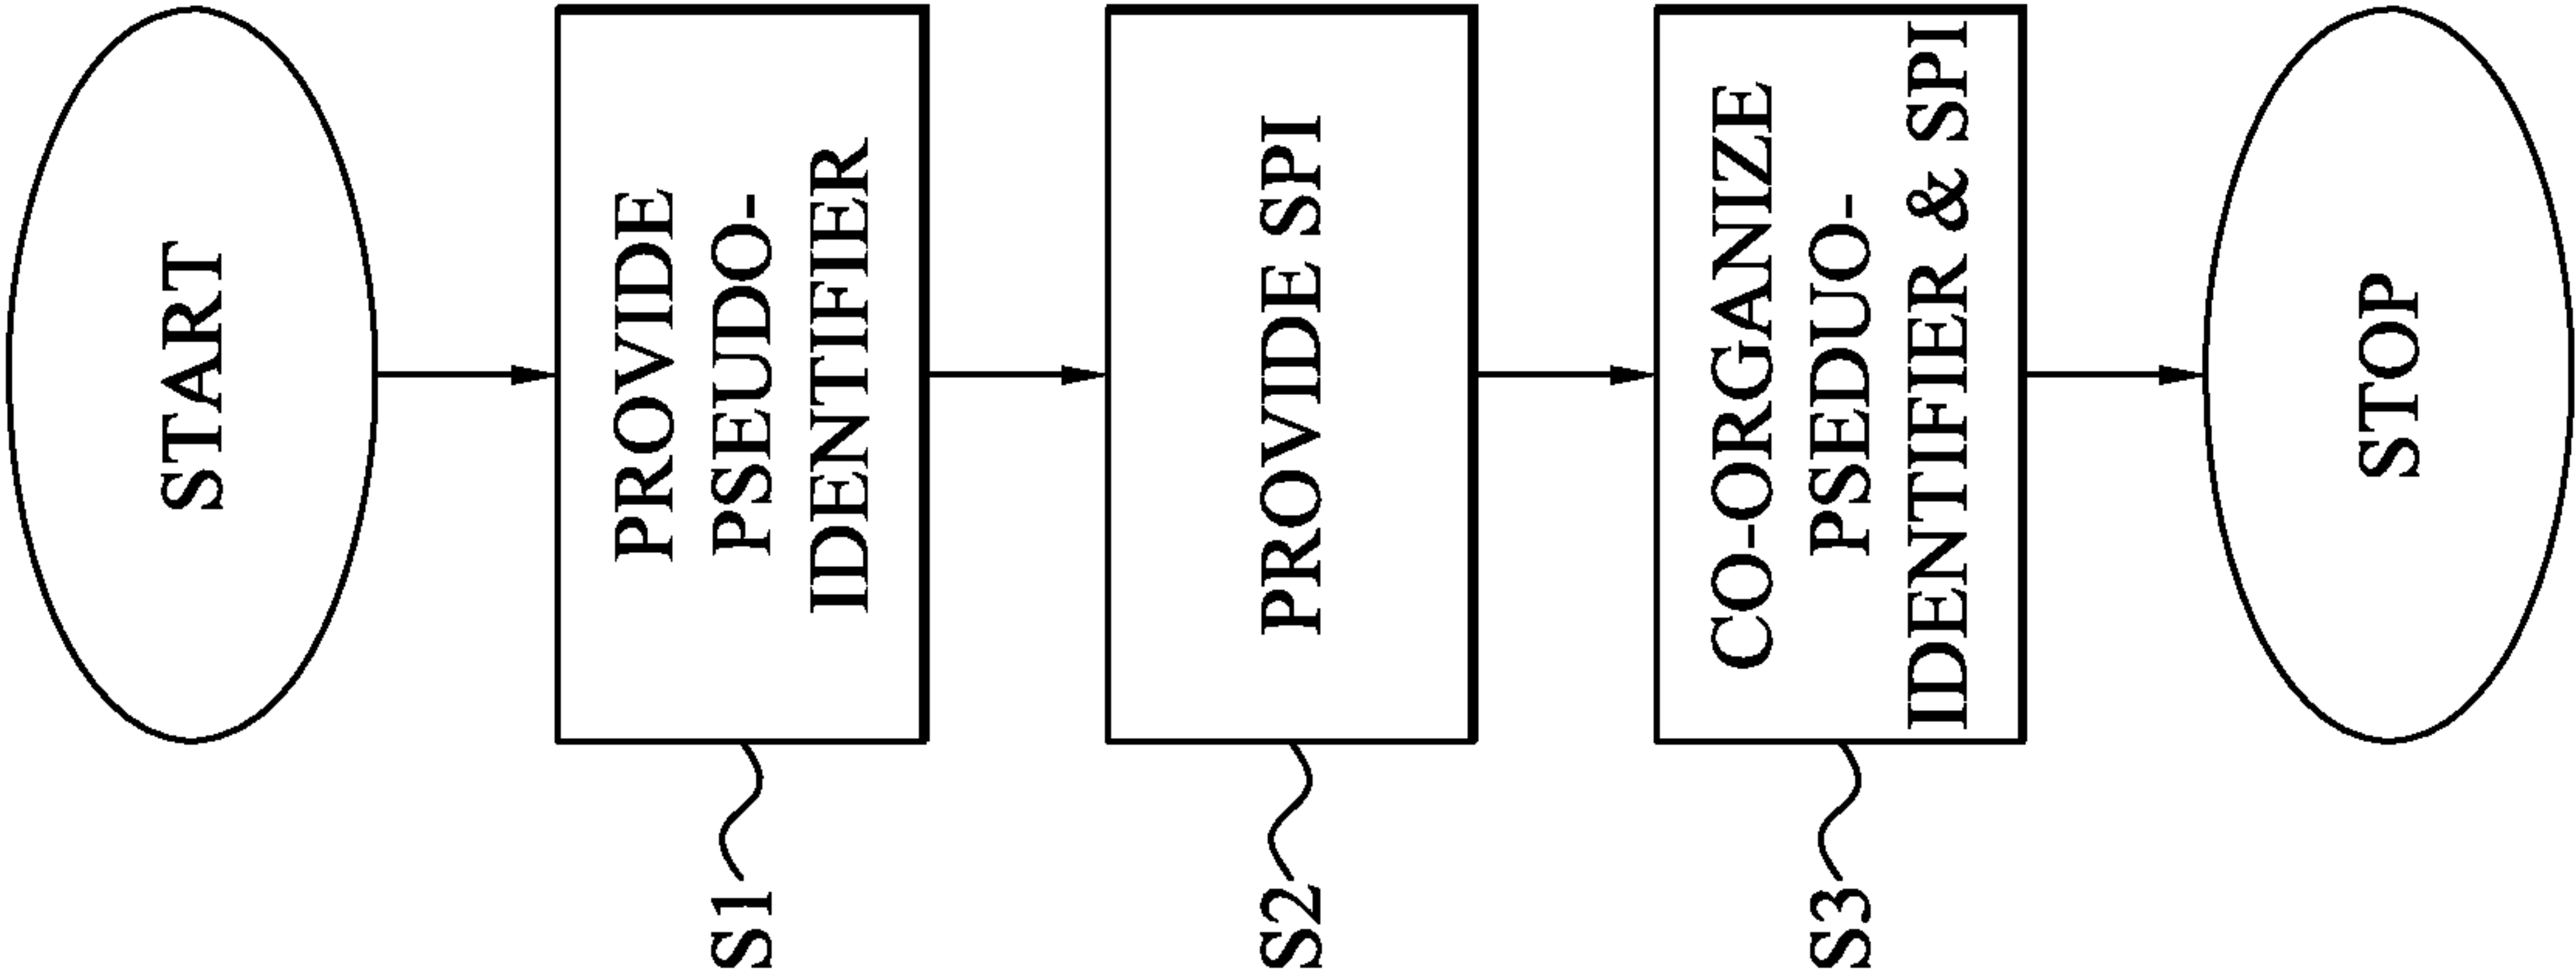 START
PROVIDE
PSEUDO-
IDENTIFIER
S1
PROVIDE SPI
S2
CO-ORGANIZE
PSEDUO-
IDENTIFIER & SPI
S3
STOP